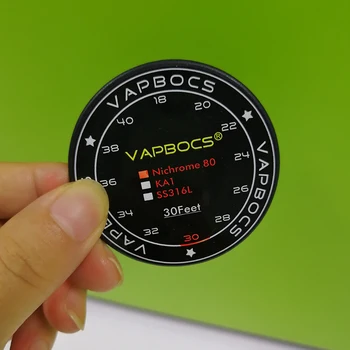 VAPBOCS
18
20
22
24
26
28
30
32
34
36
38
40
VAPBOCS®
Nichrome 80
KA1
SS316L
30Feet
VAPBOCS
VAPBOCS